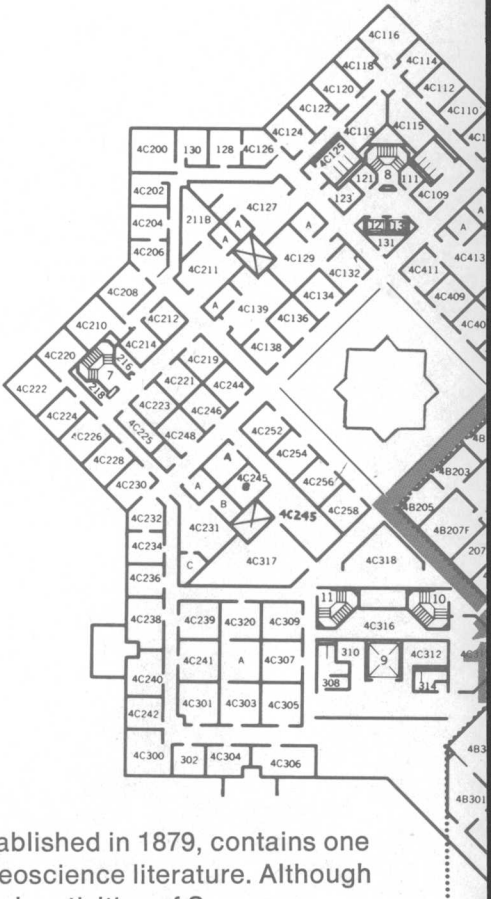 4C116
4C118 4C114
4C120 4C112
4C122 4C110
4C124 4C119 4C115
4C200 130 128 4C126 4C125
121 8 111
4C202 4C127 123 4C109
211B A A
4C204 A 131
4C206 4C129 4C413
4C211 4C132 4C411
4C208 4C134 4C409
A 4C139 4C136
4C210 4C212
4C214 4C138
4C220 216 4C219
7 4C221 4C244
4C222 218
4C223 4C246
4C224 4C225 4C248 4C252
4C226 A 4C254
4C228 4C245 4C256 4B203
4C230 A B 4C245 4C258 4B205
4C232 4C231 4B207F
4C234 4C317 4C318 207
4C236 C
11 10
4C238 4C239 4C320 4C309 4C316
310 9 4C312
4C240 4C241 A 4C307
308 314
4C242 4C301 4C303 4C305
4C300 302 4C304 4C306
4B301
ablished in 1879, contains one
eoscience literature. Although